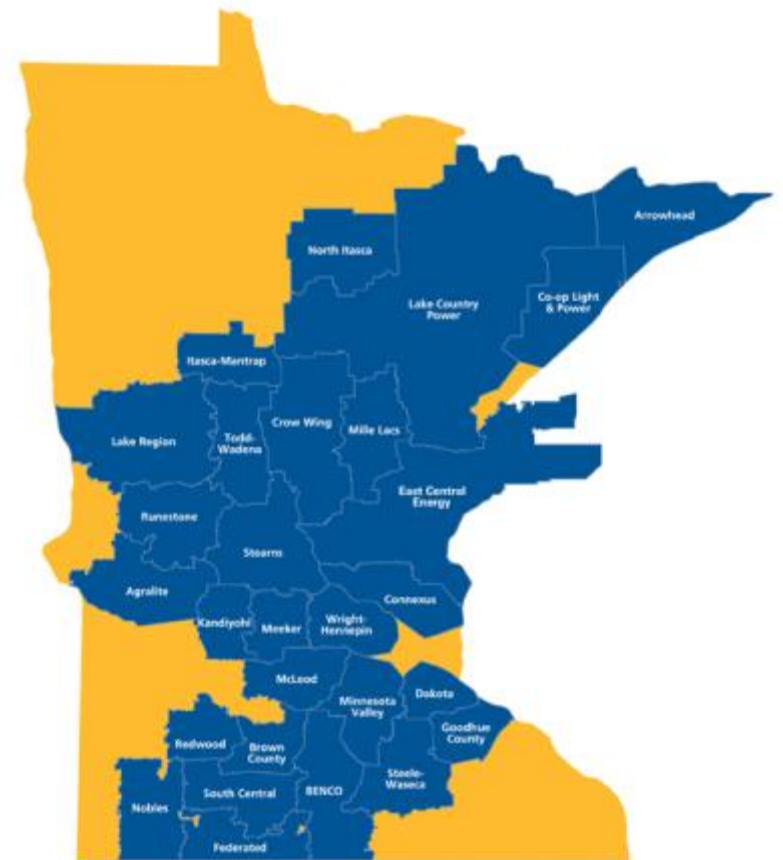 Arrowhead
North Itasca
Co-op Light
& Power
Lake Country
Power
Itasca-Mantrap
Crow Wing
Mille Lacs
Lake Region
Todd-
Wadena
East Central
Energy
Runestone
Stearns
Agralite
Connexus
Kandiyohi
Meeker
Wright-
Hennepin
McLeod
Minnesota
Valley
Dakota
Goodhue
County
Redwood
Brown
County
Steele-
Waseca
South Central
BENCO
Nobles
Federated